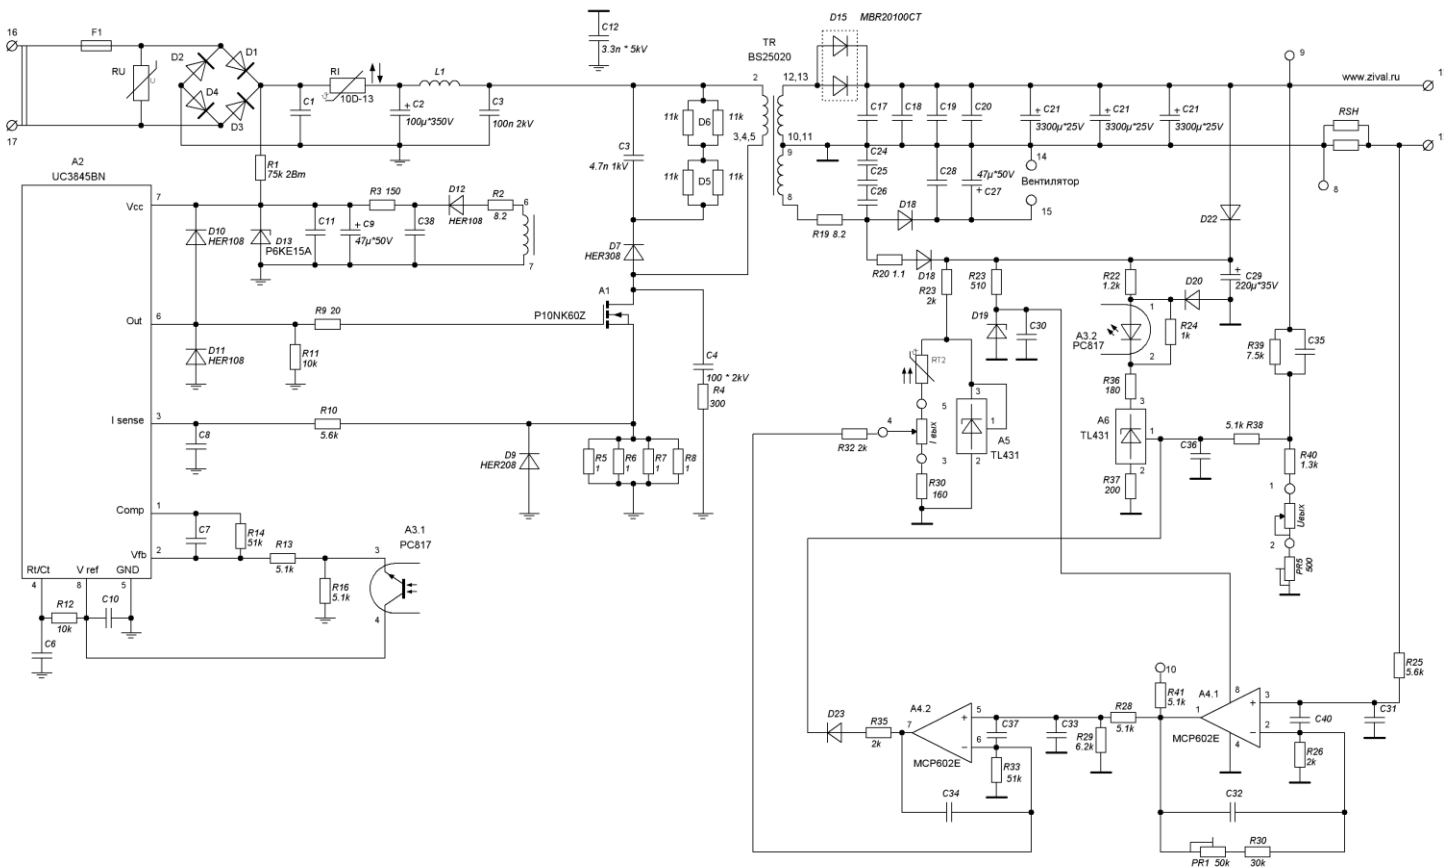 16
F1
RU
U
17
D2
D1
D4
D3
C1
RI
10D-13
C2
100µ*350V
L1
C3
100n 2kV
C12
3.3n * 5kV
C3
4.7n 1kV
11k
D6
11k
11k
D5
11k
TR
BS25020
2
12,13
3,4,5
10,11
9
8
D15
MBR20100CT
C17
C18
C19
C20
+ C21
3300µ*25V
+ C21
3300µ*25V
+ C21
3300µ*25V
9
www.zival.ru
RSH
8
C24
C25
C26
C28
47µ*50V
+ C27
14
Вентилятор
15
R19 8.2
D18
D22
A2
UC3845BN
R1
75k 2Вт
Vcc
7
D10
HER108
D13
P6KE15A
C11
+ C9
47µ*50V
R3 150
C38
D12
HER108
R2
8.2
6
7
D7
HER308
Out
6
R9 20
D11
HER108
R11
10k
A1
P10NK60Z
C4
100 * 2kV
R4
300
I sense
3
C8
R10
5.6k
D9
HER208
R5
1
R6
1
R7
1
R8
1
Comp
1
C7
R14
51k
Vfb
2
R13
5.1k
R16
5.1k
A3.1
PC817
3
4
Rt/Ct
V ref
GND
4
8
5
R12
10k
C10
C6
R20 1.1
D18
R23
2k
R23
510
D19
C30
R22
1.2k
1
D20
C29
220µ*35V
A3.2
PC817
R24
1k
2
R36
180
3
A6
TL431
1
2
R37
200
C36
5.1k R38
R39
7.5k
C35
R40
1.3k
1
Uвых
2
PR5
500
RT2
5
4
I вых
3
R32 2k
R30
160
3
1
A5
2
TL431
R25
5.6k
C31
10
R41
5.1k
A4.1
8
3
1
2
4
MCP602E
C40
R26
2k
C32
PR1 50k
R30
30k
R28
5.1k
R29
6.2k
C33
C37
A4.2
5
7
6
MCP602E
R33
51k
C34
D23
R35
2k